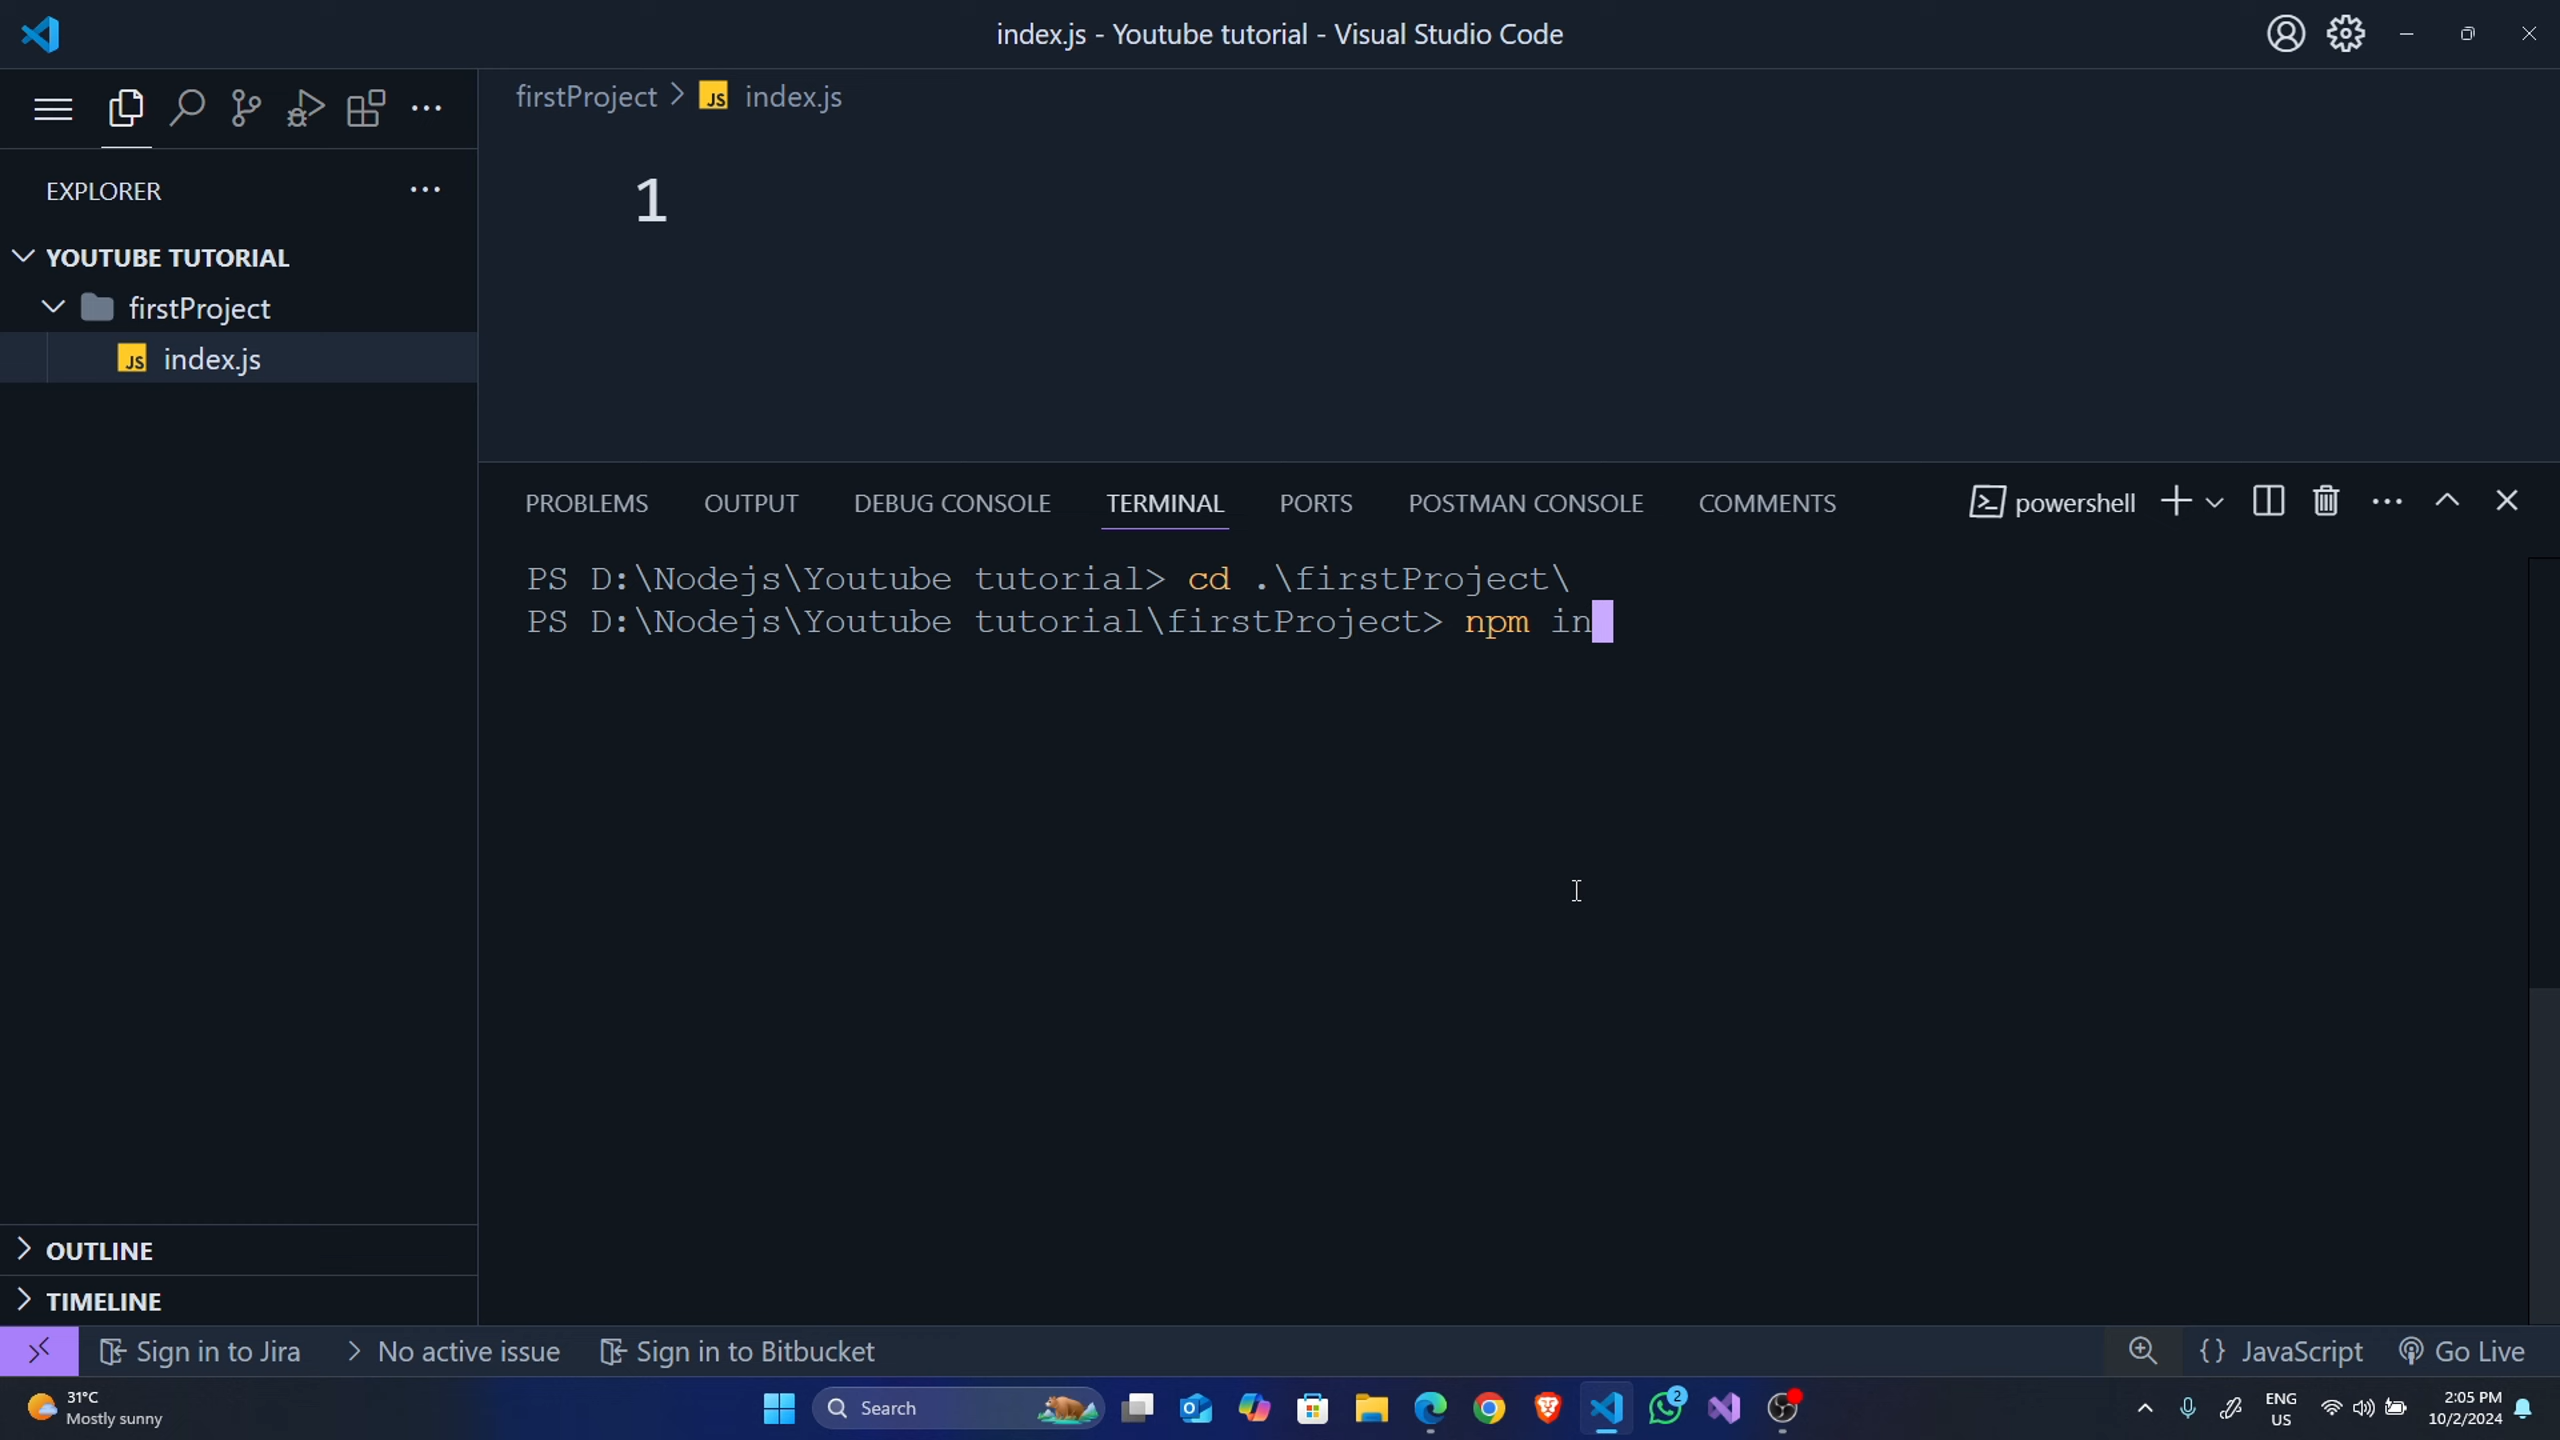 index.js - Youtube tutorial - Visual Studio Code
firstProject > JS index.js
EXPLORER
YOUTUBE TUTORIAL
firstProject
JS index.js
1
PROBLEMS OUTPUT DEBUG CONSOLE TERMINAL PORTS POSTMAN CONSOLE COMMENTS powershell
PS D:\Nodejs\Youtube tutorial> cd .\firstProject\
PS D:\Nodejs\Youtube tutorial\firstProject> npm in
OUTLINE
TIMELINE
Sign in to Jira No active issue Sign in to Bitbucket {} JavaScript Go Live
31°C
Mostly sunny
Search
2
ENG
US
2:05 PM
10/2/2024